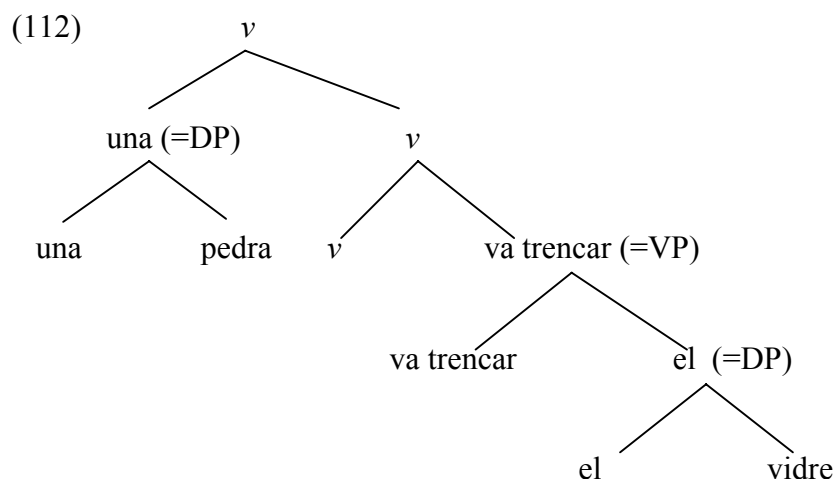 (112) v
una (=DP) v
una pedra v va trencar (=VP)
va trencar el (=DP)
el vidre